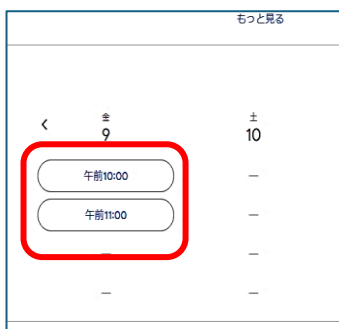 もっと見る
金 土
9 10
午前10:00 —
午前11:00 —
— —
— —